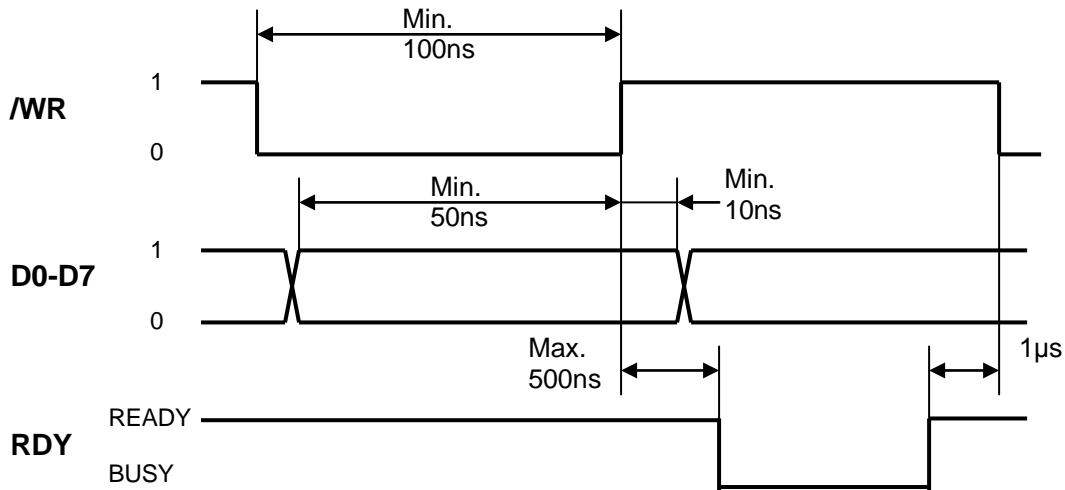 Min.
100ns
1
/WR
0
Min.
50ns
Min.
10ns
1
D0-D7
0
Max.
500ns
1µs
READY
RDY
BUSY